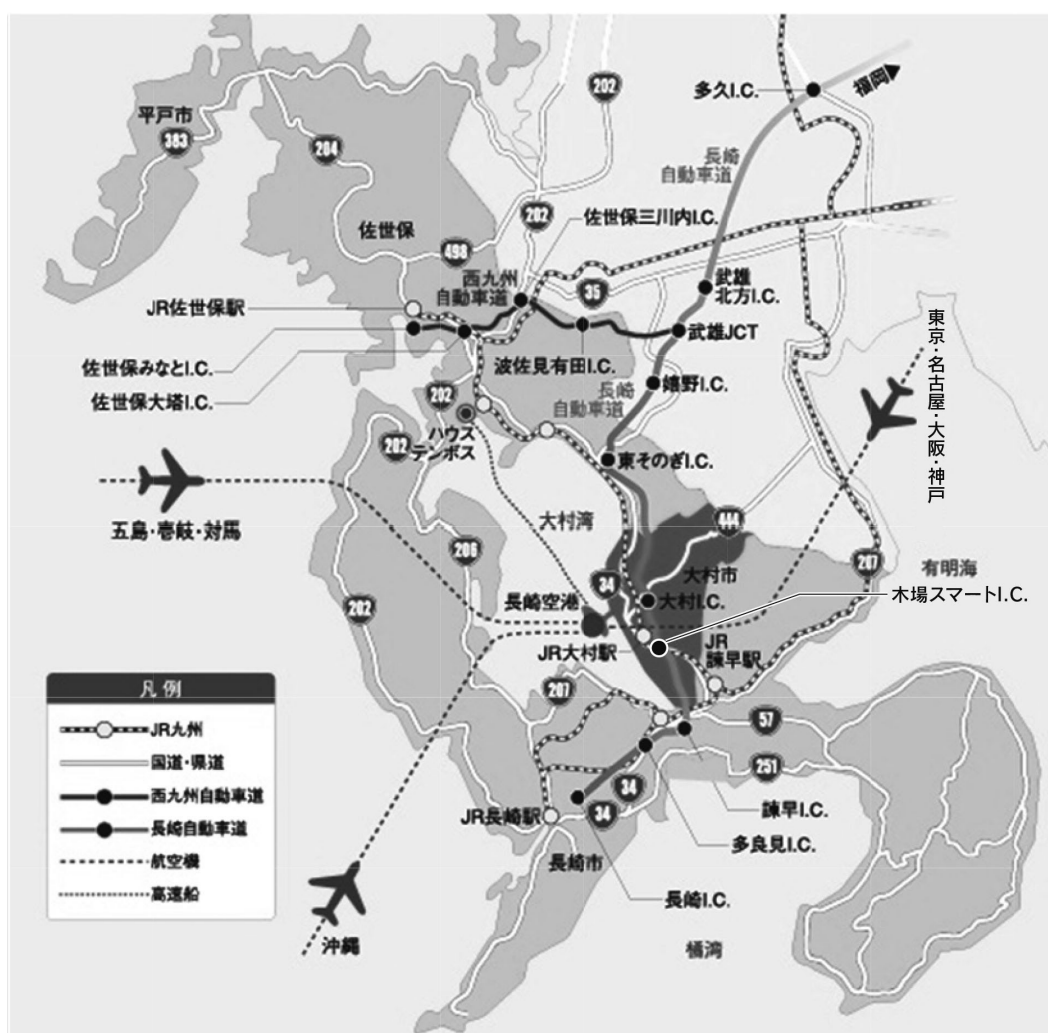 202
多久I.C.
福岡
平戸市
383
204
長崎
自動車道
202
佐世保三川内I.C.
佐世保
498
西九州
自動車道
35
武雄
北方I.C.
JR佐世保駅
武雄JCT
東京・名古屋・大阪・神戸
佐世保みなとI.C.
波佐見有田I.C.
嬉野I.C.
佐世保大塔I.C.
202
長崎
自動車道
ハウス
テンボス
202
東そのぎI.C.
五島・壱岐・対馬
大村湾
444
206
34
大村市
207
有明海
202
長崎空港
大村I.C.
木場スマートI.C.
JR大村駅
JR
諫早駅
凡例
JR九州
国道・県道
西九州自動車道
長崎自動車道
航空機
高速船
207
57
251
34
34
JR長崎駅
諫早I.C.
多良見I.C.
長崎市
長崎I.C.
沖縄
橘湾